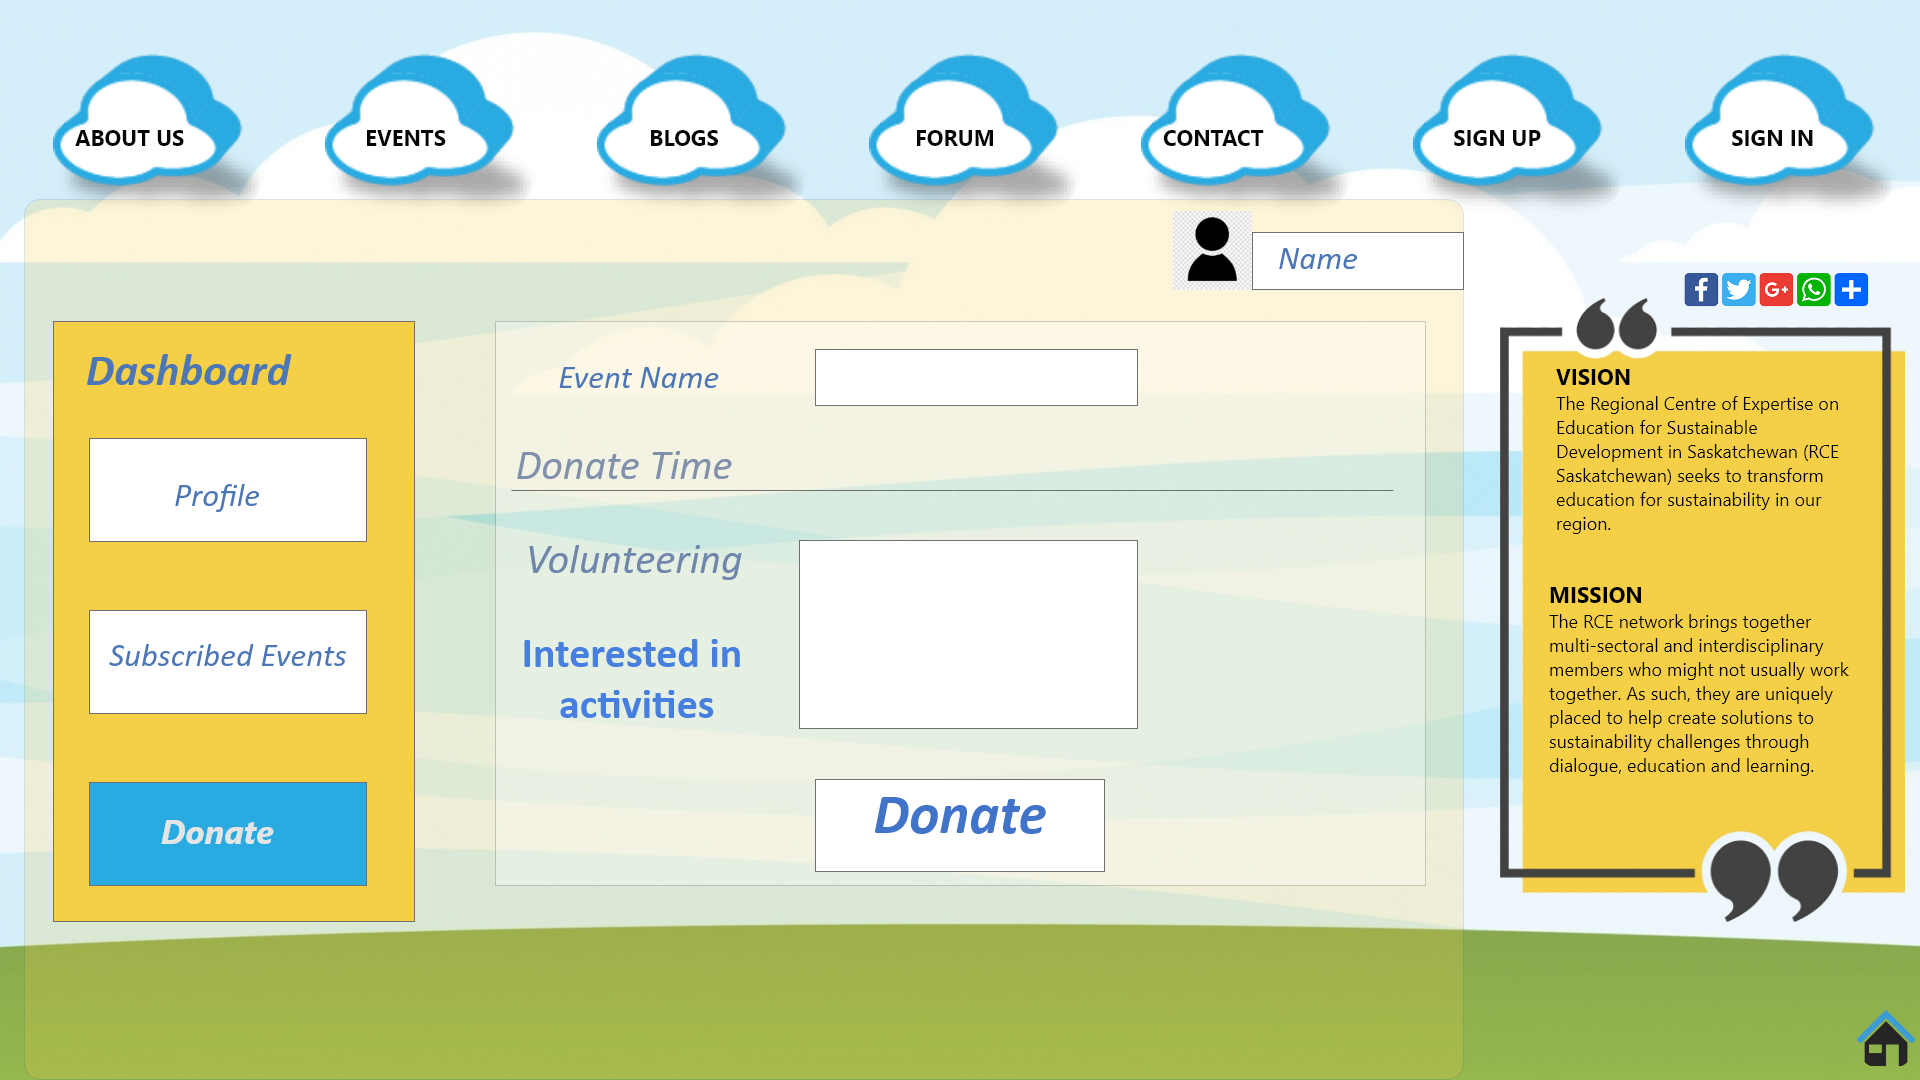 ABOUT US
EVENTS
BLOGS
FORUM
CONTACT
SIGN UP
SIGN IN
Name
Dashboard
Profile
Subscribed Events
Donate
Event Name
Donate Time
Volunteering
Interested in
activities
Donate
VISION
The Regional Centre of Expertise on
Education for Sustainable
Development in Saskatchewan (RCE
Saskatchewan) seeks to transform
education for sustainability in our
region.
MISSION
The RCE network brings together
multi-sectoral and interdisciplinary
members who might not usually work
together. As such, they are uniquely
placed to help create solutions to
sustainability challenges through
dialogue, education and learning.